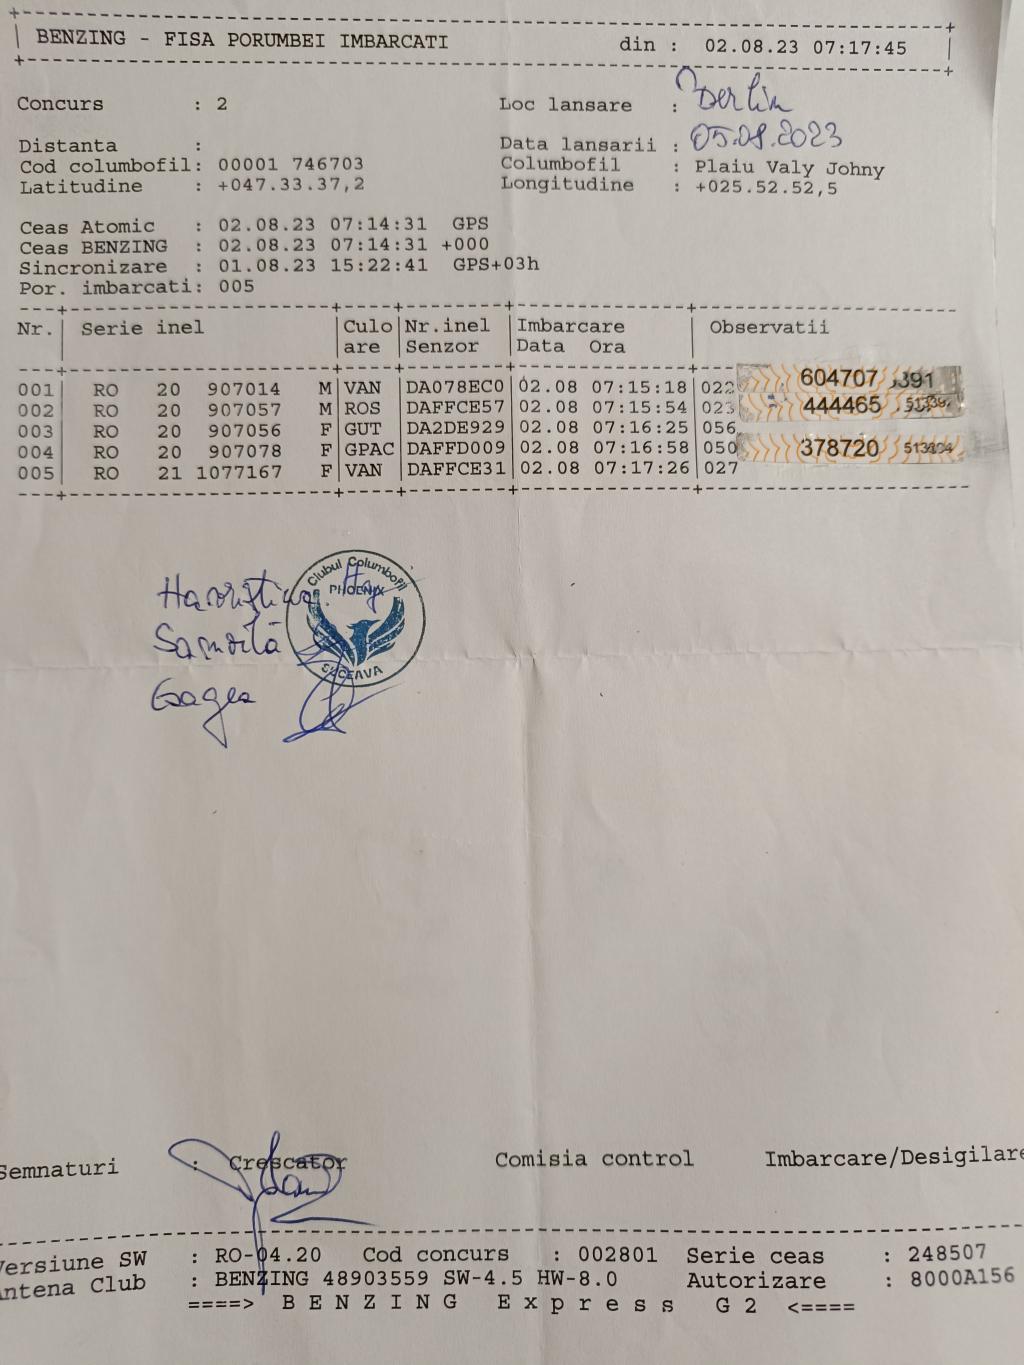 BENZING - FISA PORUMBEI IMBARCATI din : 02.08.23 07:17:45
Concurs : 2 Loc lansare : Berlin
Distanta : Data lansarii : 05.08.2023
Cod columbofil: 00001 746703 Columbofil : Plaiu Valy Johny
Latitudine : +047.33.37,2 Longitudine : +025.52.52,5
Ceas Atomic : 02.08.23 07:14:31 GPS
Ceas BENZING : 02.08.23 07:14:31 +000
Sincronizare : 01.08.23 15:22:41 GPS+03h
Por. imbarcati: 005
Nr. Serie inel Culo Nr.inel Imbarcare Observatii
are Senzor Data Ora
001 RO 20 907014 M VAN DA078EC0 02.08 07:15:18 022 604707 391
002 RO 20 907057 M ROS DAFFCE57 02.08 07:15:54 023 444465
003 RO 20 907056 F GUT DA2DE929 02.08 07:16:25 056
004 RO 20 907078 F GPAC DAFFD009 02.08 07:16:58 050 378720
005 RO 21 1077167 F VAN DAFFCE31 02.08 07:17:26 027
Clubul Columbofil
PHOENIX
SUCEAVA
Samoilă
Gagea
Semnaturi : Crescator Comisia control Imbarcare/Desigilare
Versiune SW : RO-04.20 Cod concurs : 002801 Serie ceas : 248507
Antena Club : BENZING 48903559 SW-4.5 HW-8.0 Autorizare : 8000A156
====> B E N Z I N G E x p r e s s G 2 <====